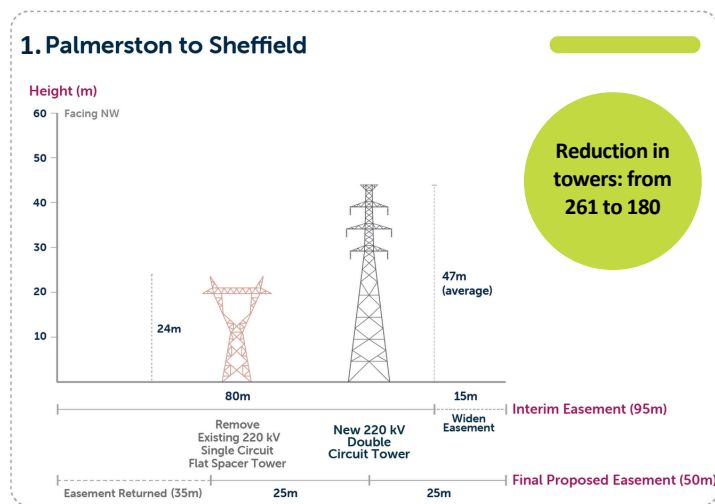 1. Palmerston to Sheffield
Height (m)
60
Facing NW
50
40
30
20
10
24m
47m
(average)
Reduction in
towers: from
261 to 180
80m
15m
Interim Easement (95m)
Widen
Easement
Remove
Existing 220 kV
Single Circuit
Flat Spacer Tower
New 220 kV
Double
Circuit Tower
Final Proposed Easement (50m)
Easement Returned (35m)
25m
25m